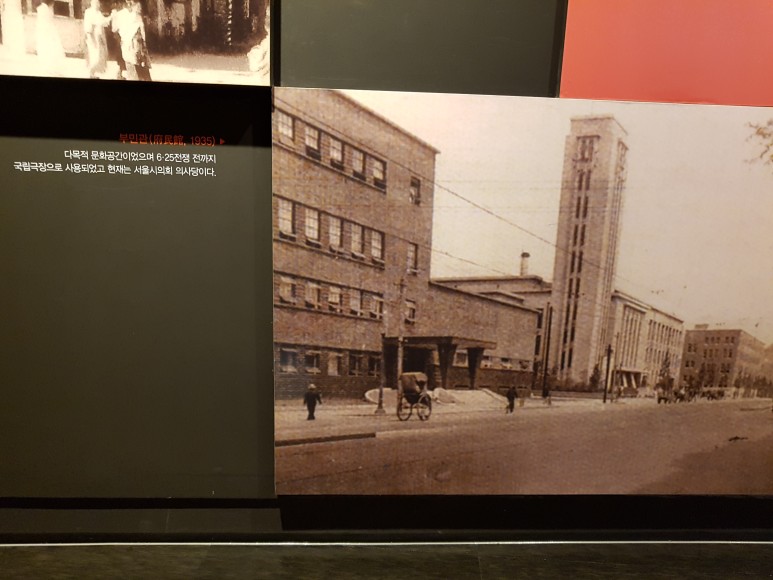 부민관(府民館, 1935) ▶
다목적 문화공간이었으며 6·25전쟁 전까지
국립극장으로 사용되었고 현재는 서울시의회 의사당이다.